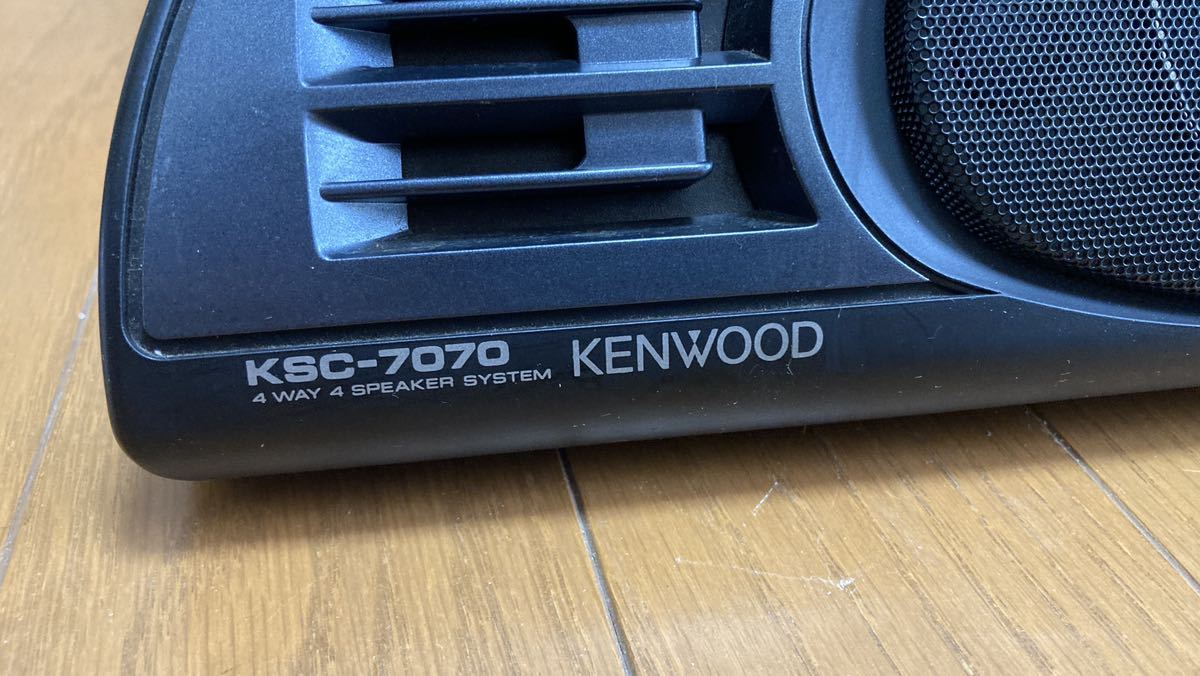 KSC-7070
4 WAY 4 SPEAKER SYSTEM
KENWOOD